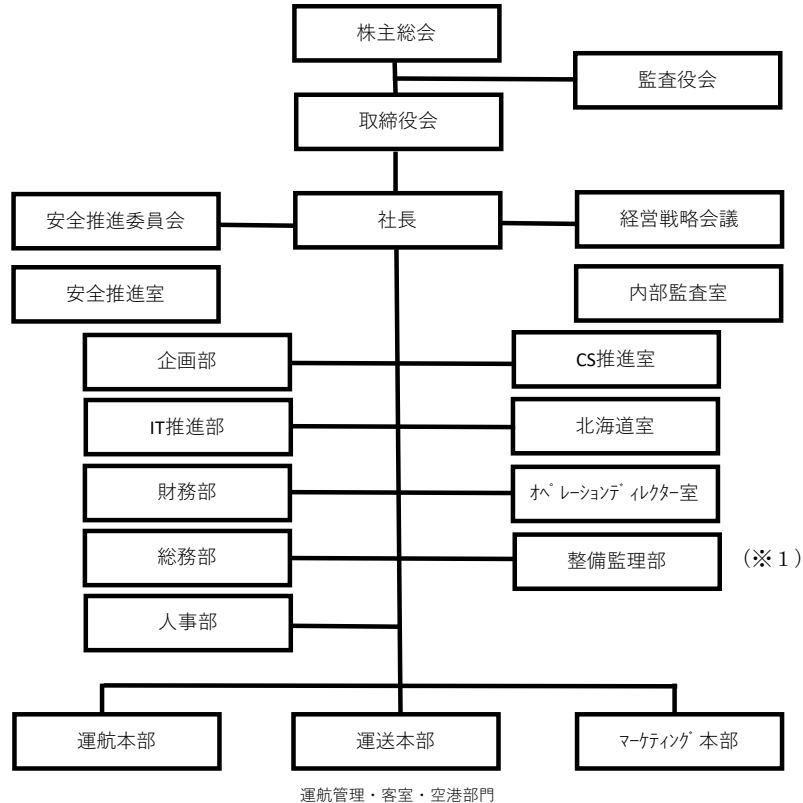 株主総会
監査役会
取締役会
安全推進委員会
社長
経営戦略会議
安全推進室
内部監査室
企画部
CS推進室
IT推進部
北海道室
財務部
ｵﾍﾟﾚｰｼｮﾝﾃﾞｨﾚｸﾀｰ室
総務部
整備監理部
(※1)
人事部
運航本部
運送本部
ﾏｰｹﾃｨﾝｸﾞ本部
運航管理・客室・空港部門